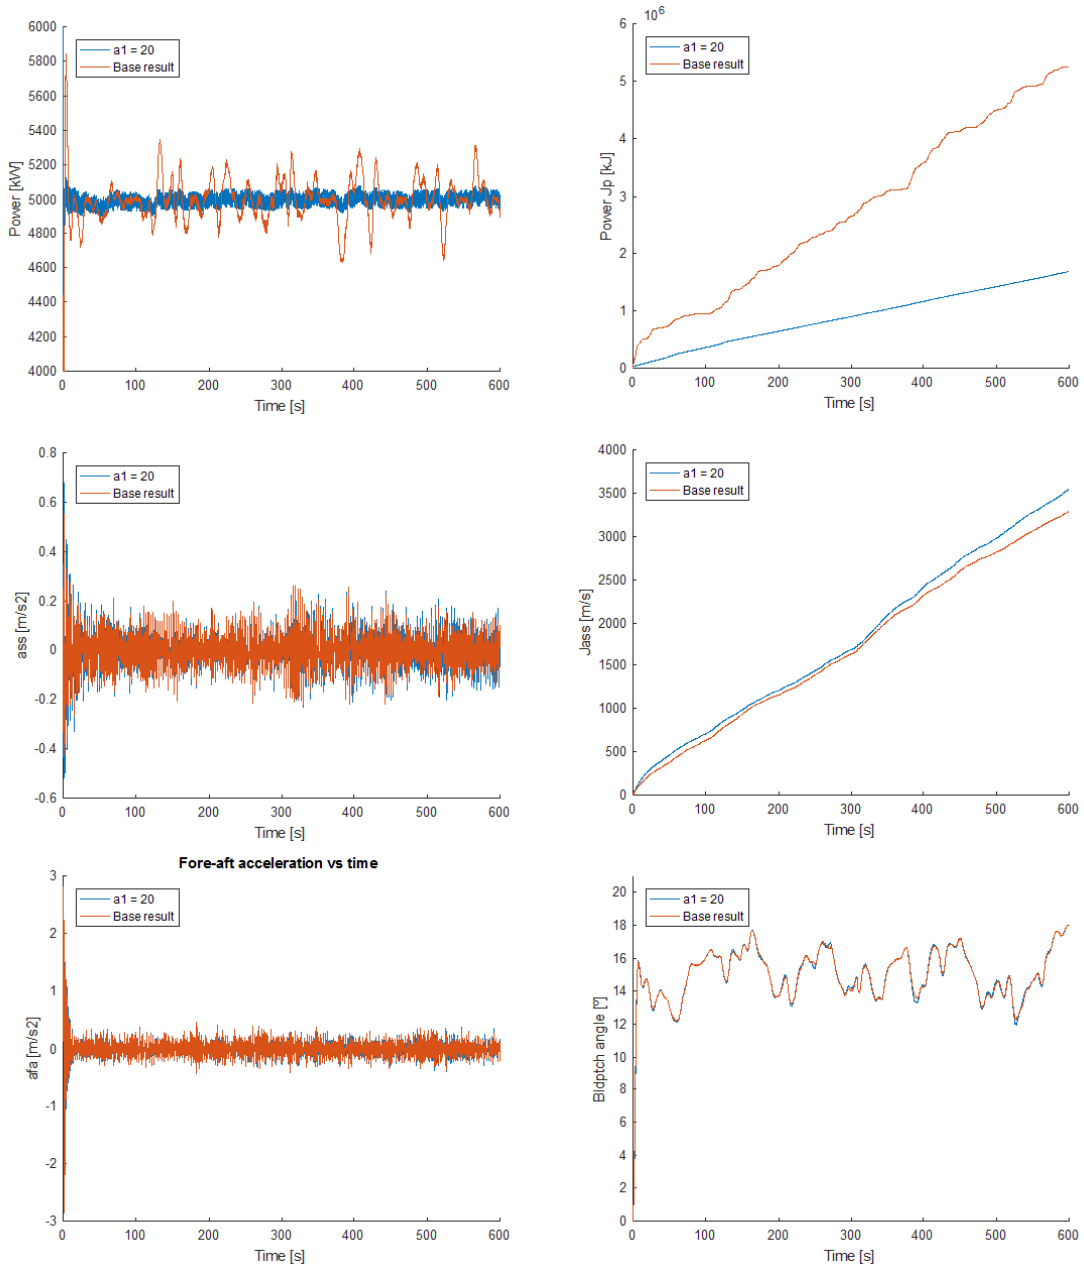 6000
5800
5600
5400
5200
5000
4800
4600
4400
4200
4000
Power [kW]
a1 = 20
Base result
0 100 200 300 400 500 600
Time [s]
×10^6
6
5
4
3
2
1
0
Power Jp [kJ]
a1 = 20
Base result
0 100 200 300 400 500 600
Time [s]
0.8
0.6
0.4
0.2
0
-0.2
-0.4
-0.6
ass [m/s2]
a1 = 20
Base result
0 100 200 300 400 500 600
Time [s]
4000
3500
3000
2500
2000
1500
1000
500
0
Jass [m/s]
a1 = 20
Base result
0 100 200 300 400 500 600
Time [s]
Fore-aft acceleration vs time
3
2
1
0
-1
-2
-3
afa [m/s2]
a1 = 20
Base result
0 100 200 300 400 500 600
Time [s]
20
18
16
14
12
10
8
6
4
2
0
Bldptch angle [º]
a1 = 20
Base result
0 100 200 300 400 500 600
Time [s]